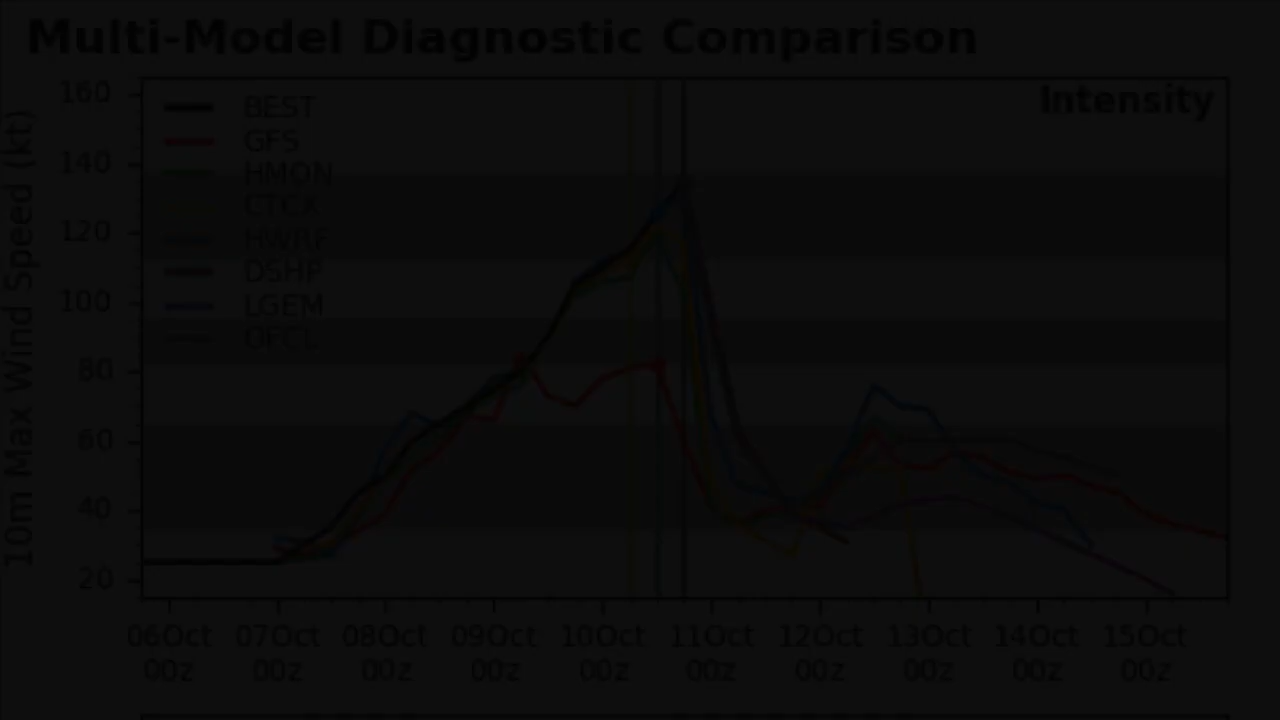 Multi-Model Diagnostic Comparison
Intensity
10m Max Wind Speed (kt)
160
140
120
100
80
60
40
20
BEST
GFS
HMON
CTCX
HWRF
DSHP
LGEM
OFCL
06Oct 07Oct 08Oct 09Oct 10Oct 11Oct 12Oct 13Oct 14Oct 15Oct
00z 00z 00z 00z 00z 00z 00z 00z 00z 00z